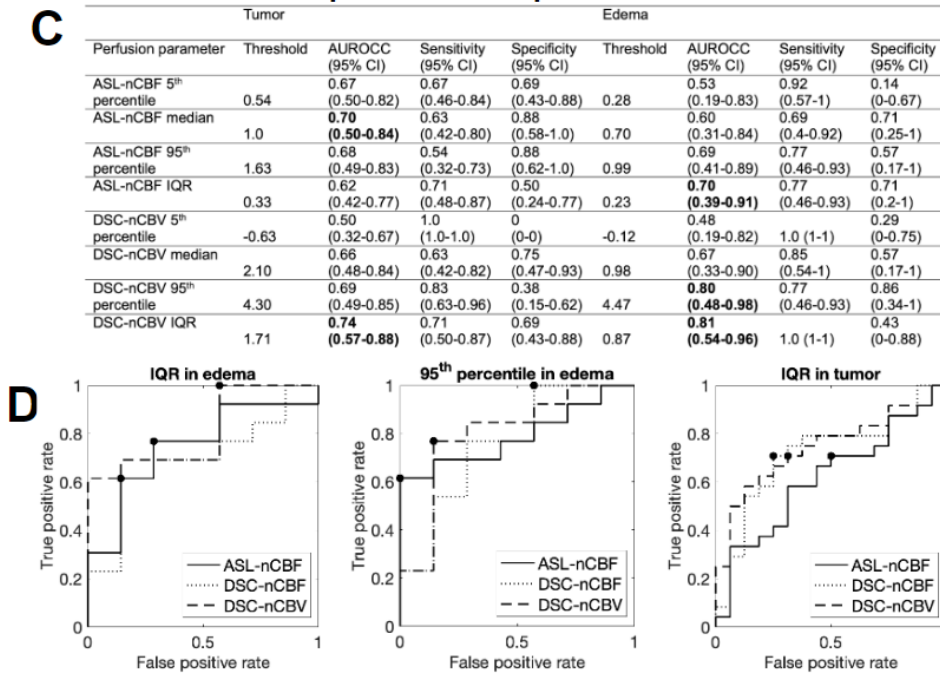 C
Tumor Edema
Perfusion parameter Threshold AUROCC (95% CI) Sensitivity (95% CI) Specificity (95% CI) Threshold AUROCC (95% CI) Sensitivity (95% CI) Specificity (95% CI)
ASL-nCBF 5th 0.67 0.67 0.69 0.53 0.92 0.14
percentile 0.54 (0.50-0.82) (0.46-0.84) (0.43-0.88) 0.28 (0.19-0.83) (0.57-1) (0-0.67)
ASL-nCBF median 0.70 0.63 0.88 0.60 0.69 0.71
1.0 (0.50-0.84) (0.42-0.80) (0.58-1.0) 0.70 (0.31-0.84) (0.4-0.92) (0.25-1)
ASL-nCBF 95th 0.68 0.54 0.88 0.69 0.77 0.57
percentile 1.63 (0.49-0.83) (0.32-0.73) (0.62-1.0) 0.99 (0.41-0.89) (0.46-0.93) (0.17-1)
ASL-nCBF IQR 0.62 0.71 0.50 0.70 0.77 0.71
0.33 (0.42-0.77) (0.48-0.87) (0.24-0.77) 0.23 (0.39-0.91) (0.46-0.93) (0.2-1)
DSC-nCBV 5th 0.50 1.0 0 0.48 0.29
percentile -0.63 (0.32-0.67) (1.0-1.0) (0-0) -0.12 (0.19-0.82) 1.0 (1-1) (0-0.75)
DSC-nCBV median 0.66 0.63 0.75 0.67 0.85 0.57
2.10 (0.48-0.84) (0.42-0.82) (0.47-0.93) 0.98 (0.33-0.90) (0.54-1) (0.17-1)
DSC-nCBV 95th 0.69 0.83 0.38 0.80 0.77 0.86
percentile 4.30 (0.49-0.85) (0.63-0.96) (0.15-0.62) 4.47 (0.48-0.98) (0.46-0.93) (0.34-1)
DSC-nCBV IQR 0.74 0.71 0.69 0.81 0.43
1.71 (0.57-0.88) (0.50-0.87) (0.43-0.88) 0.87 (0.54-0.96) 1.0 (1-1) (0-0.88)
D
IQR in edema
True positive rate
1
0.8
0.6
0.4
0.2
0
0 0.5 1
False positive rate
ASL-nCBF
DSC-nCBF
DSC-nCBV
95th percentile in edema
True positive rate
1
0.8
0.6
0.4
0.2
0
0 0.5 1
False positive rate
ASL-nCBF
DSC-nCBF
DSC-nCBV
IQR in tumor
True positive rate
1
0.8
0.6
0.4
0.2
0
0 0.5
False positive rate
ASL-nCBF
DSC-nCBF
DSC-nCBV